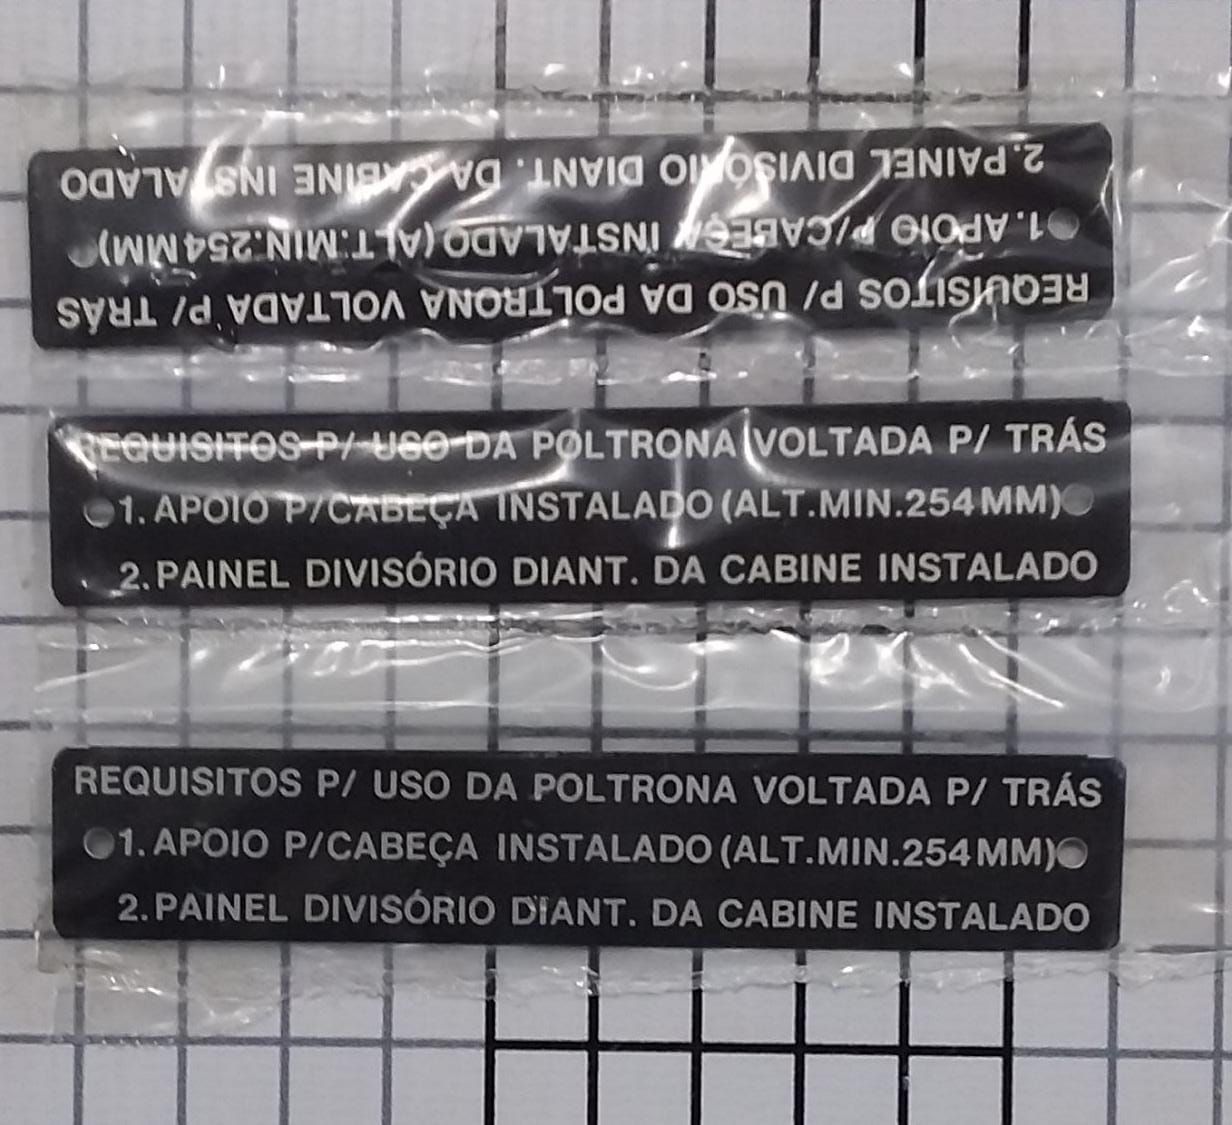 2. PAINEL DIVISÓRIO DIANT. DA CABINE INSTALADO
1. APOIO P/CABEÇA INSTALADO (ALT.MIN.254MM)
REQUISITOS P/ USO DA POLTRONA VOLTADA P/ TRÁS
REQUISITOS P/ USO DA POLTRONA VOLTADA P/ TRÁS
1. APOIO P/CABEÇA INSTALADO (ALT.MIN.254MM)
2. PAINEL DIVISÓRIO DIANT. DA CABINE INSTALADO
REQUISITOS P/ USO DA POLTRONA VOLTADA P/ TRÁS
1. APOIO P/CABEÇA INSTALADO (ALT.MIN.254MM)
2. PAINEL DIVISÓRIO DIANT. DA CABINE INSTALADO